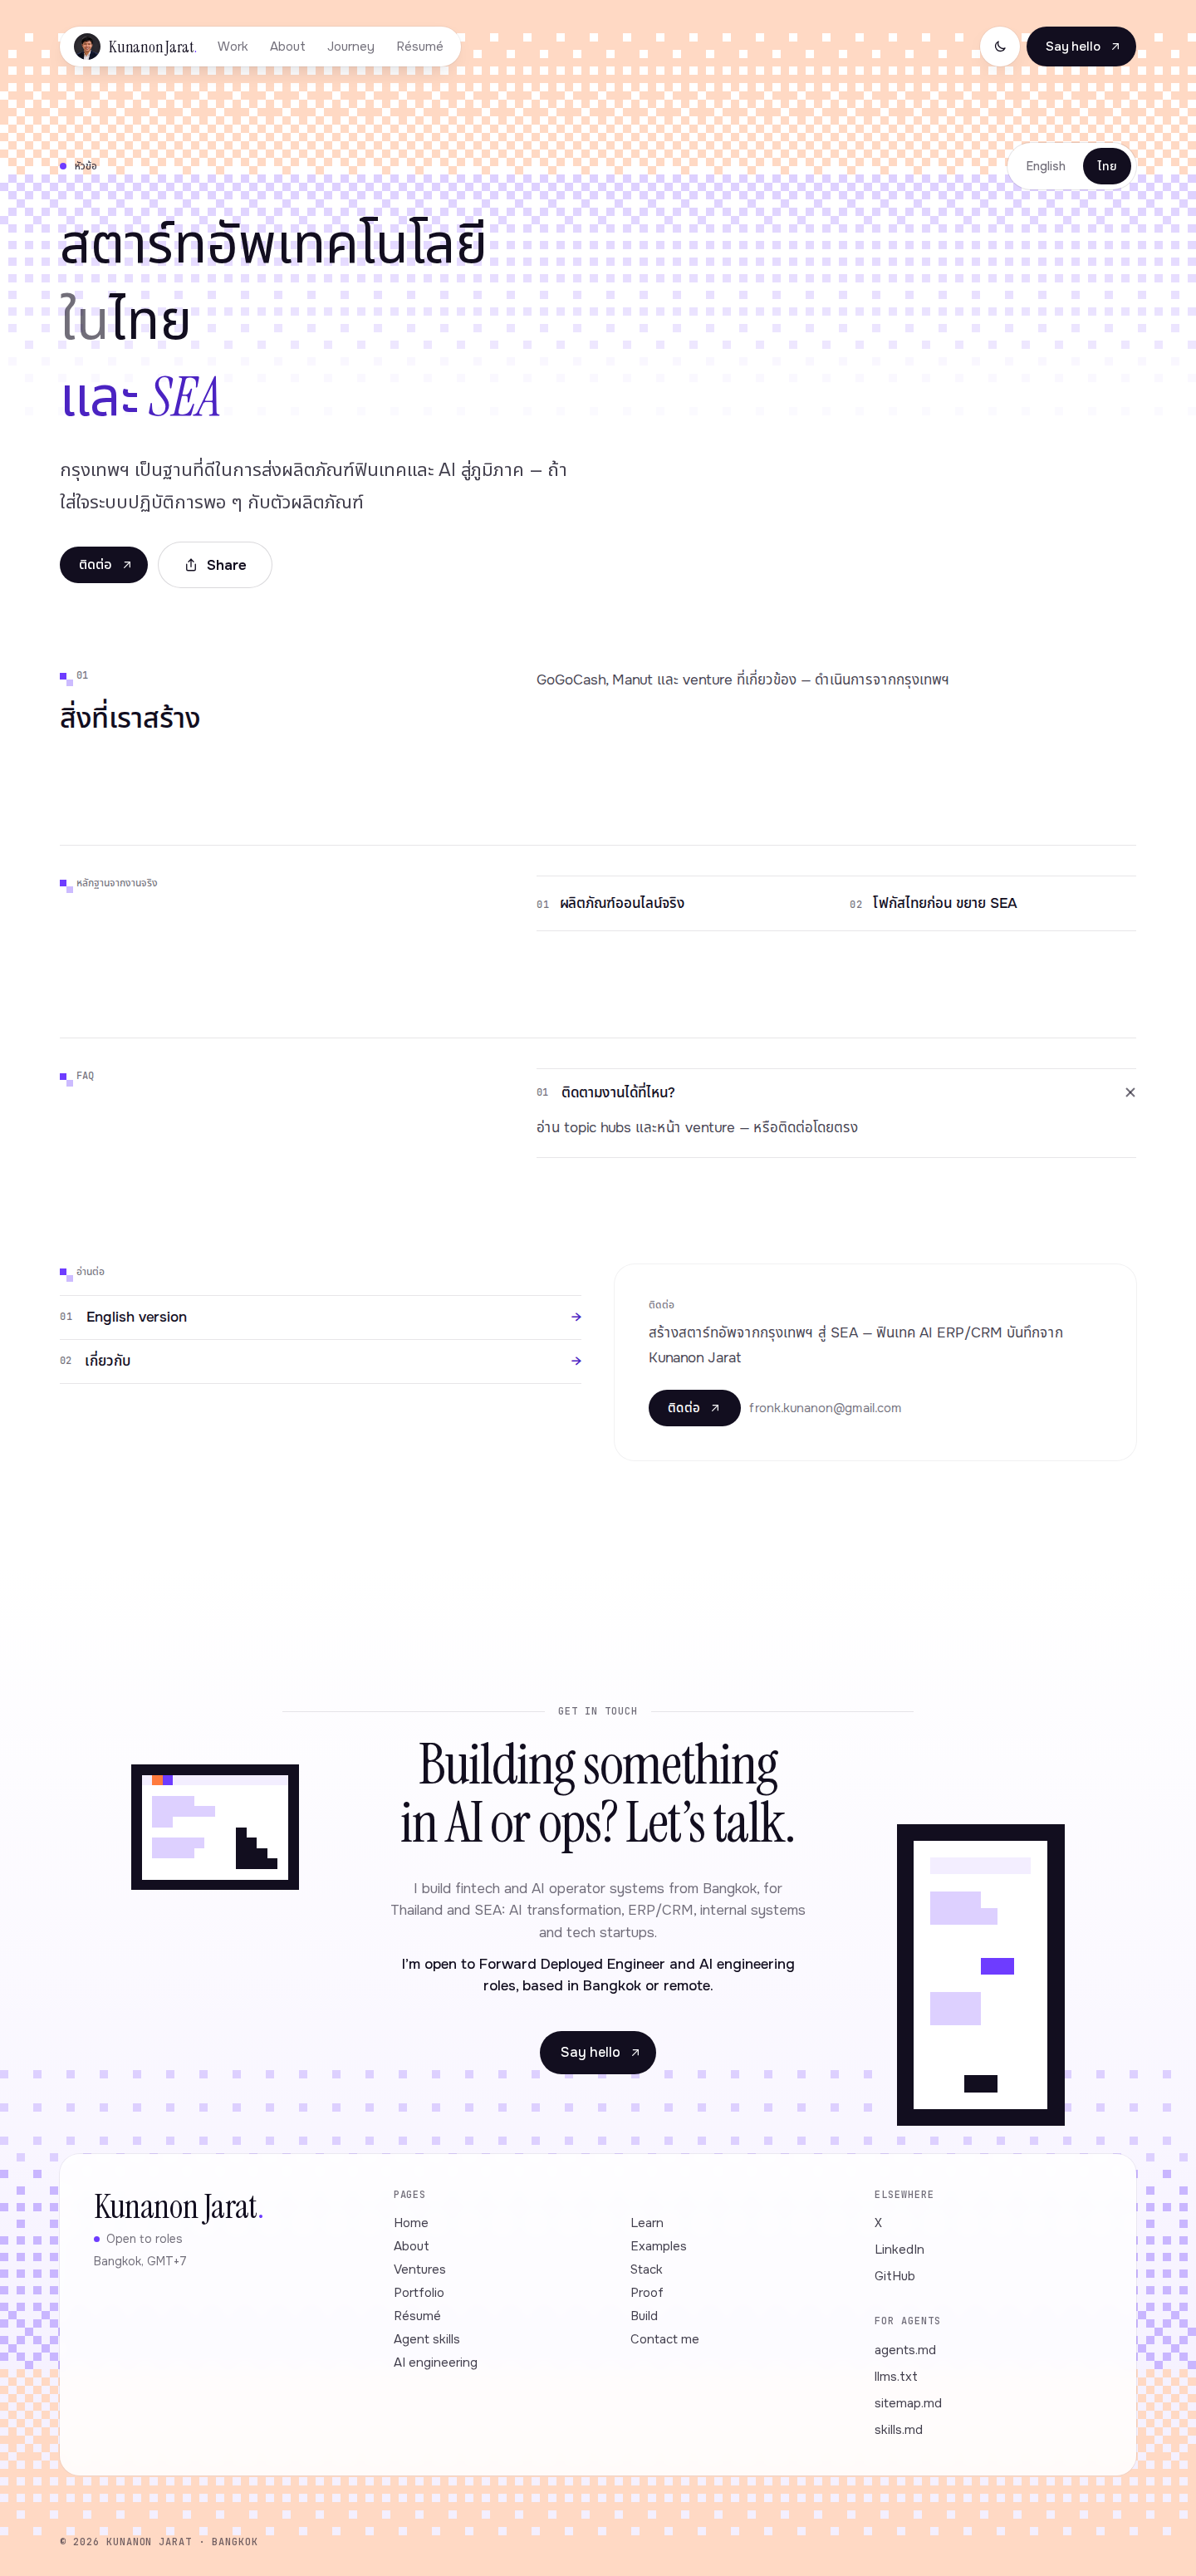 Kunanon Jarat.
Work
About
Journey
Résumé
Say hello
หัวข้อ
English
ไทย
สตาร์ทอัพเทคโนโลยี
ในไทย
และ SEA
กรุงเทพฯ เป็นฐานที่ดีในการส่งผลิตภัณฑ์ฟินเทคและ AI สู่ภูมิภาค — ถ้า
ใส่ใจระบบปฏิบัติการพอ ๆ กับตัวผลิตภัณฑ์
ติดต่อ
Share
01
สิ่งที่เราสร้าง
GoGoCash, Manut และ venture ที่เกี่ยวข้อง — ดำเนินการจากกรุงเทพฯ
หลักฐานจากงานจริง
01 ผลิตภัณฑ์ออนไลน์จริง
02 โฟกัสไทยก่อน ขยาย SEA
FAQ
01 ติดตามงานได้ที่ไหน?
อ่าน topic hubs และหน้า venture — หรือติดต่อโดยตรง
อ่านต่อ
01 English version
02 เกี่ยวกับ
ติดต่อ
สร้างสตาร์ทอัพจากกรุงเทพฯ สู่ SEA — ฟินเทค AI ERP/CRM บันทึกจาก
Kunanon Jarat
ติดต่อ
fronk.kunanon@gmail.com
GET IN TOUCH
Building something
in AI or ops? Let’s talk.
I build fintech and AI operator systems from Bangkok, for
Thailand and SEA: AI transformation, ERP/CRM, internal systems
and tech startups.
I’m open to Forward Deployed Engineer and AI engineering
roles, based in Bangkok or remote.
Say hello
Kunanon Jarat.
Open to roles
Bangkok, GMT+7
PAGES
Home
About
Ventures
Portfolio
Résumé
Agent skills
AI engineering
Learn
Examples
Stack
Proof
Build
Contact me
ELSEWHERE
X
LinkedIn
GitHub
FOR AGENTS
agents.md
llms.txt
sitemap.md
skills.md
© 2026 KUNANON JARAT · BANGKOK